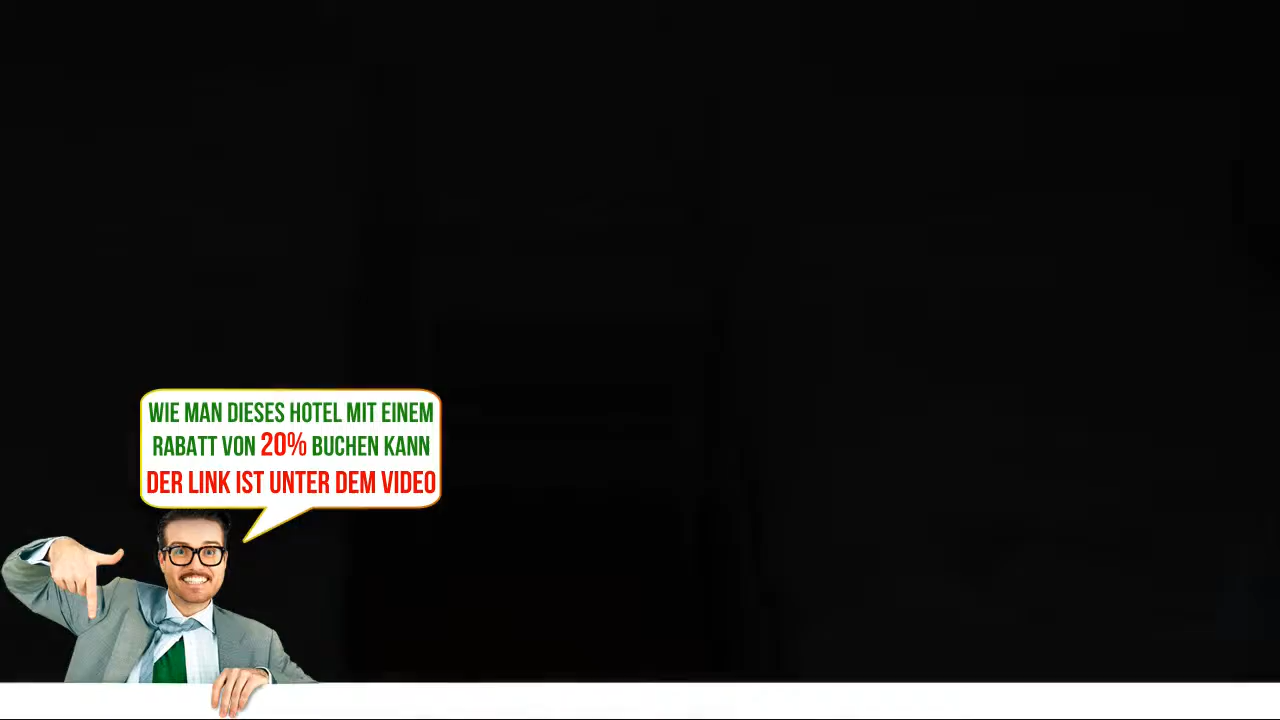 WIE MAN DIESES HOTEL MIT EINEM
RABATT VON 20% BUCHEN KANN
DER LINK IST UNTER DEM VIDEO